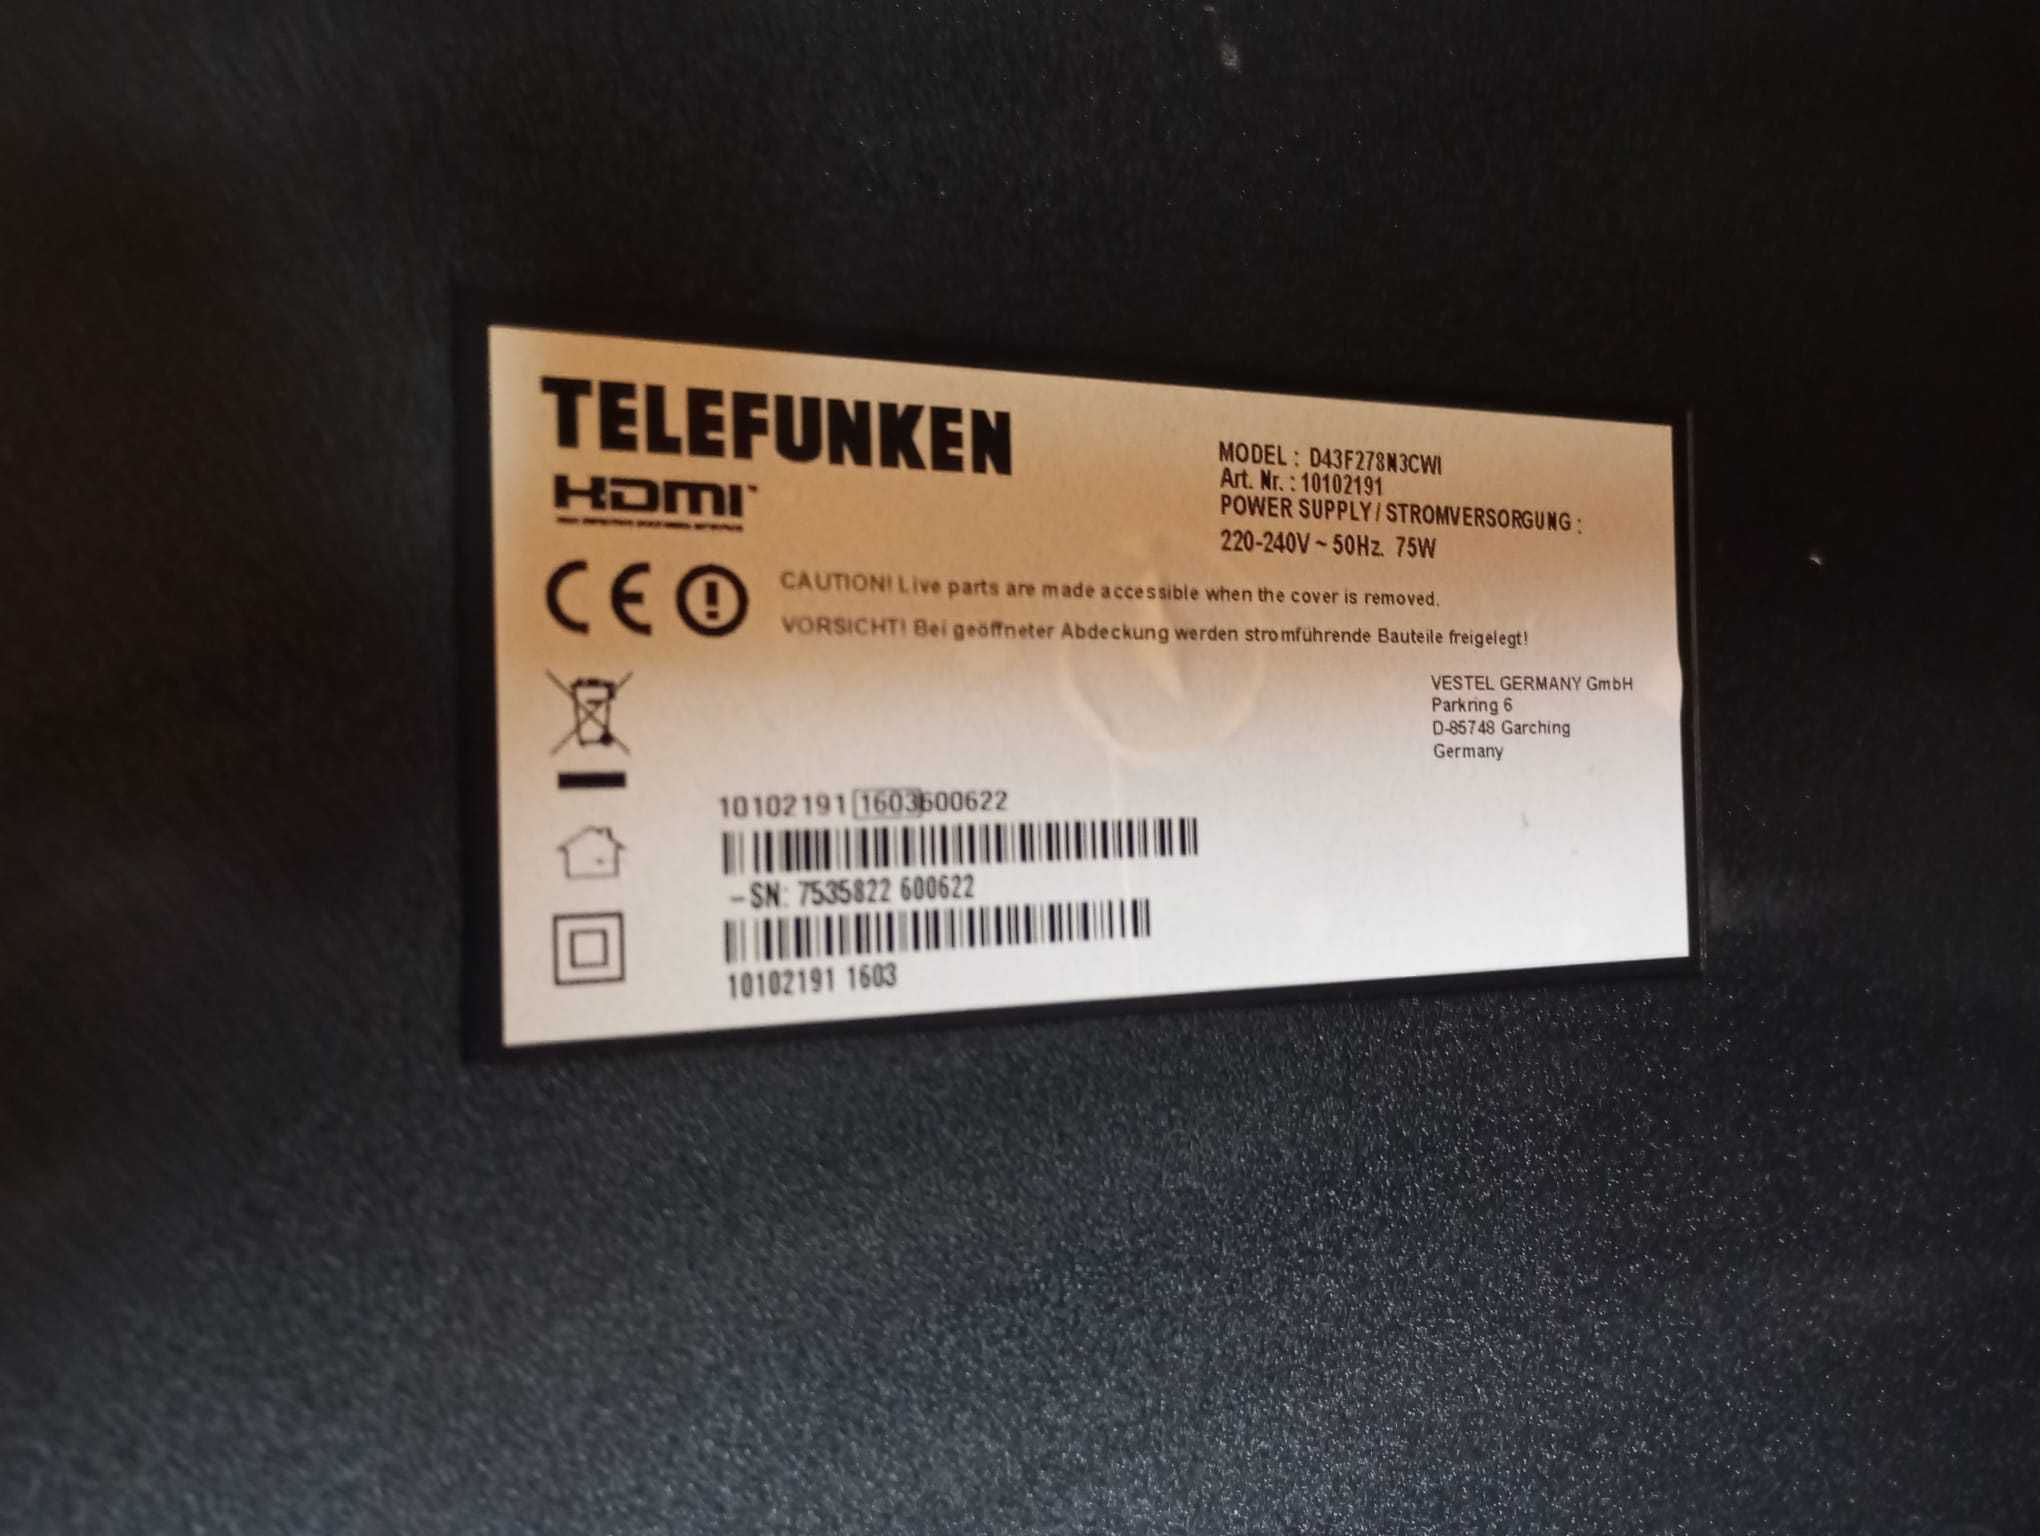 TELEFUNKEN
HDMI™
MODEL : D43F278N3CWI
Art. Nr. : 10102191
POWER SUPPLY / STROMVERSORGUNG :
220-240V ~ 50Hz. 75W
CE
CAUTION! Live parts are made accessible when the cover is removed.
VORSICHT! Bei geöffneter Abdeckung werden stromführende Bauteile freigelegt!
VESTEL GERMANY GmbH
Parkring 6
D-85748 Garching
Germany
10102191 1603 600622
-SN: 7535822 600622
10102191 1603